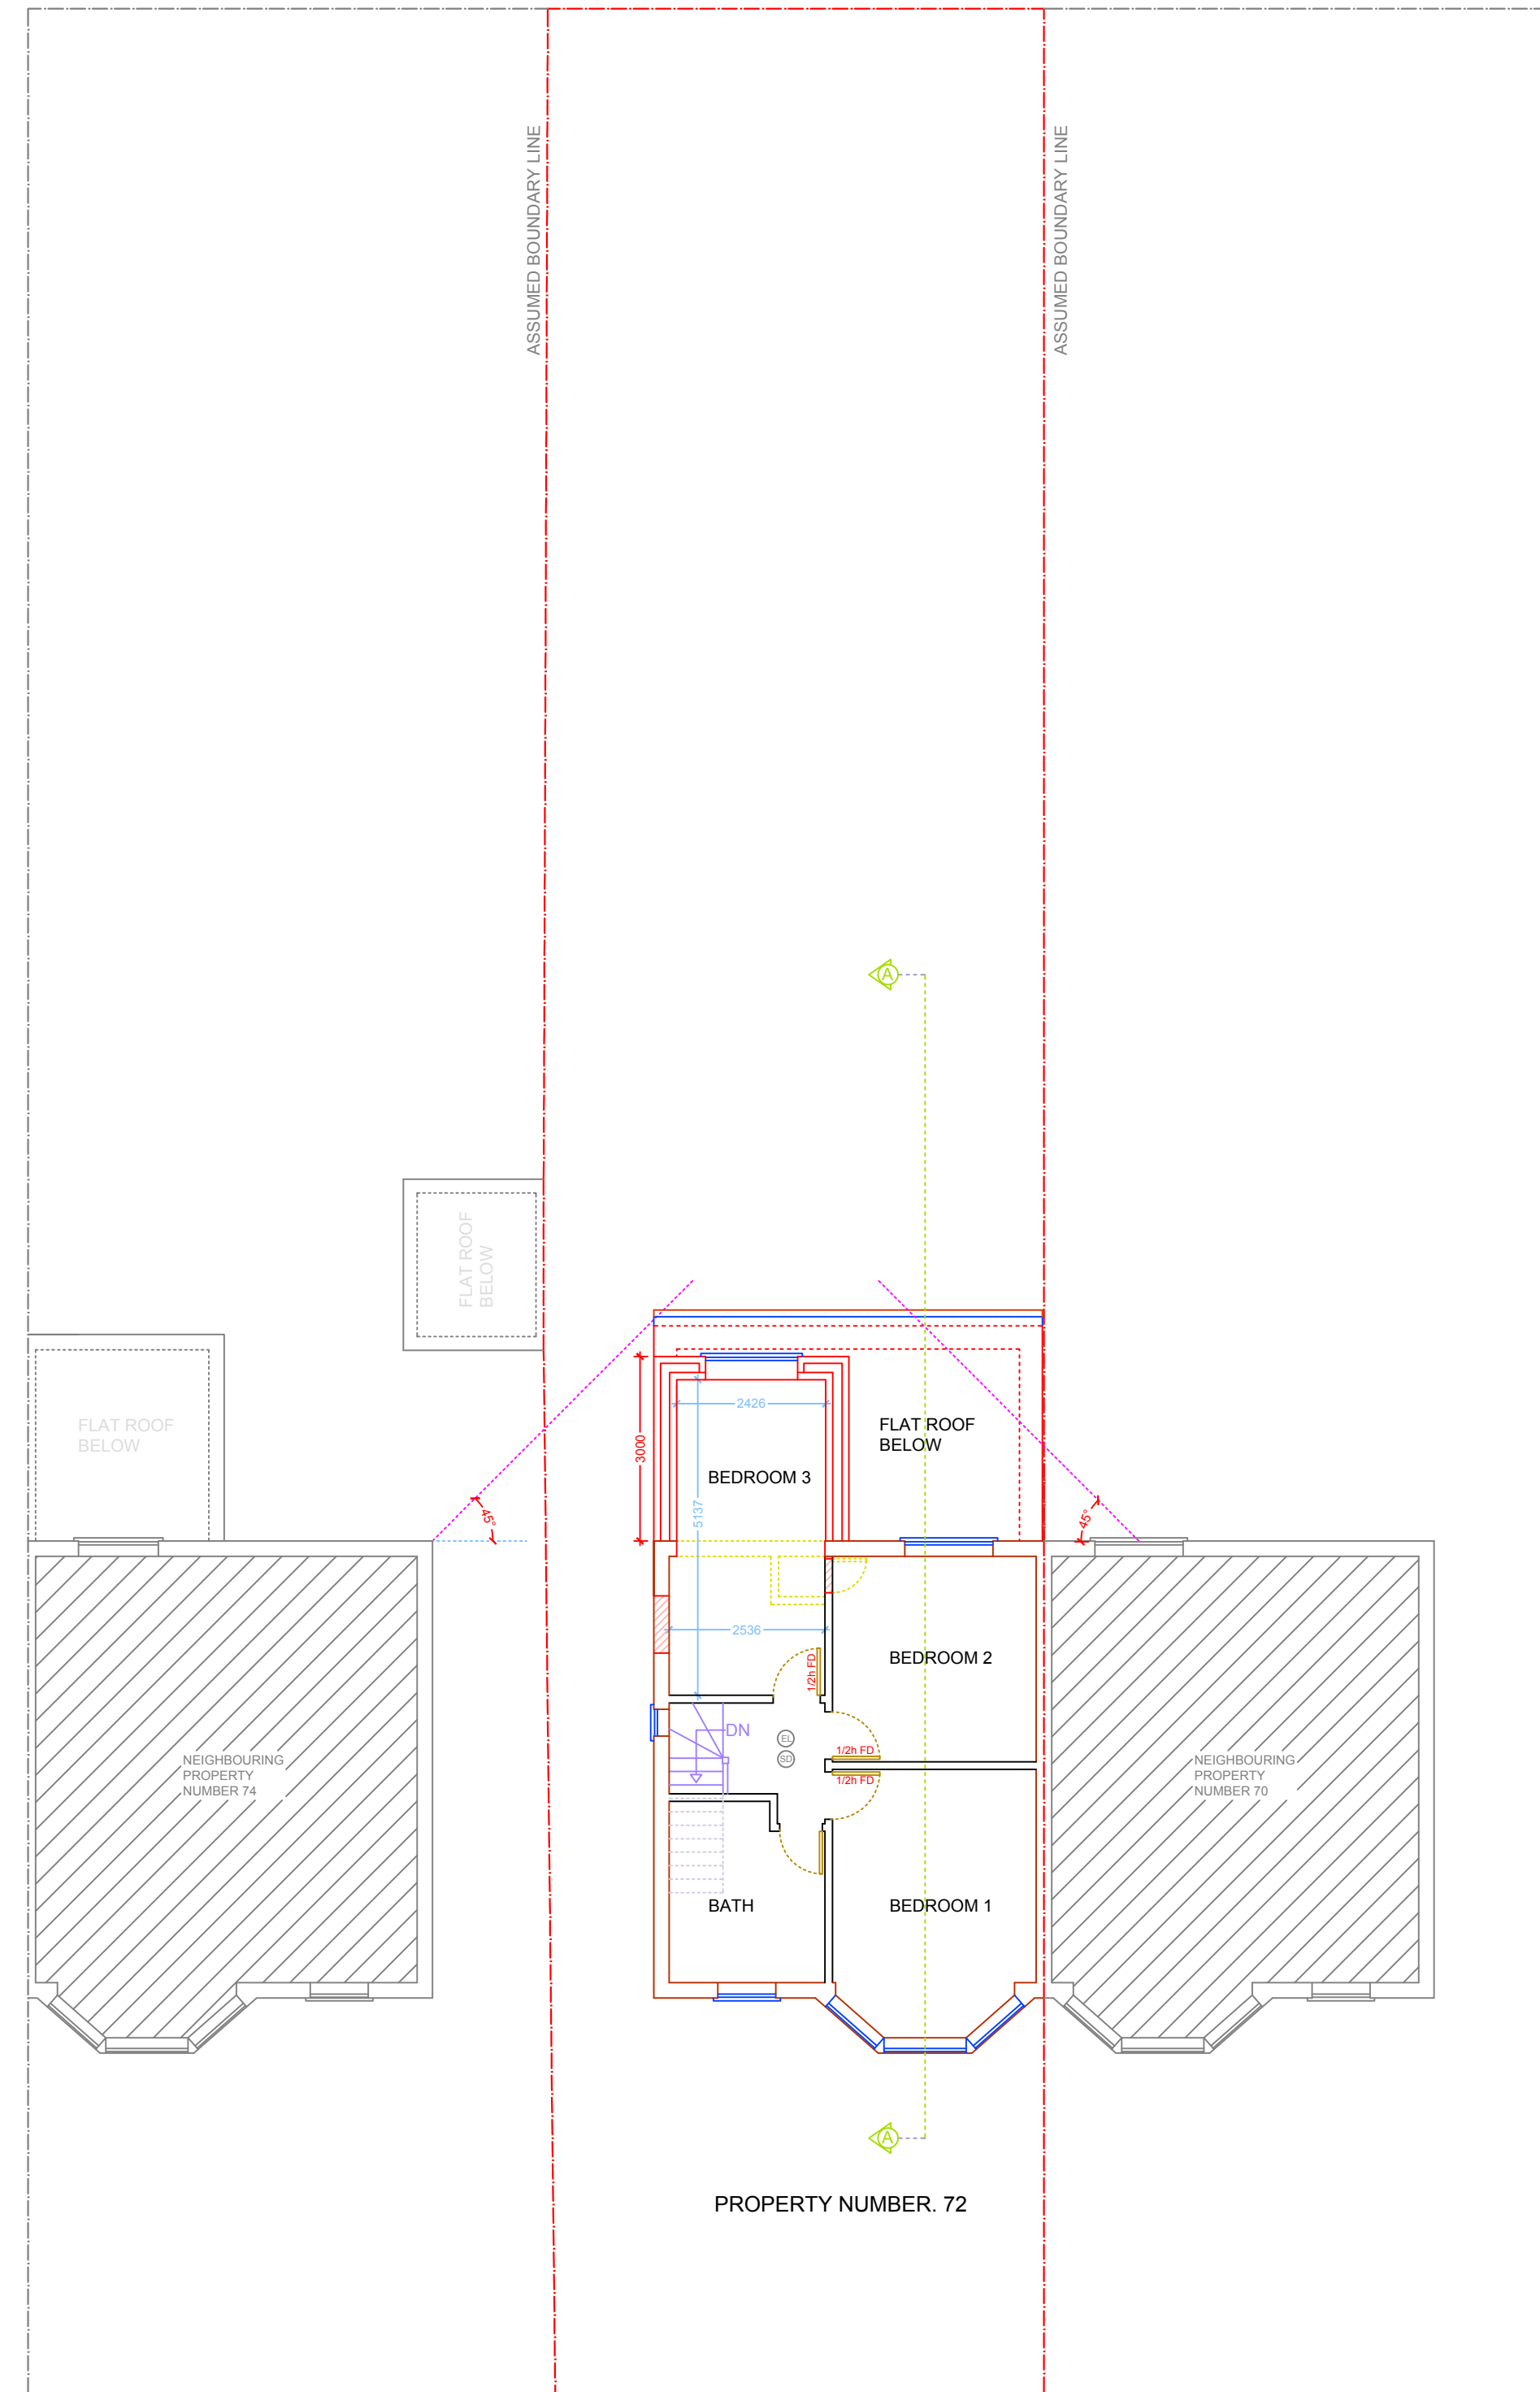 ASSUMED BOUNDARY LINE
ASSUMED BOUNDARY LINE
A
FLAT ROOF
BELOW
FLAT ROOF
BELOW
2426
FLAT ROOF
BELOW
3000
BEDROOM 3
5137
45°
45°
2536
1/2h FD
BEDROOM 2
DN
EL
SD
1/2h FD
1/2h FD
NEIGHBOURING
PROPERTY
NUMBER 74
NEIGHBOURING
PROPERTY
NUMBER 70
BATH
BEDROOM 1
A
PROPERTY NUMBER. 72